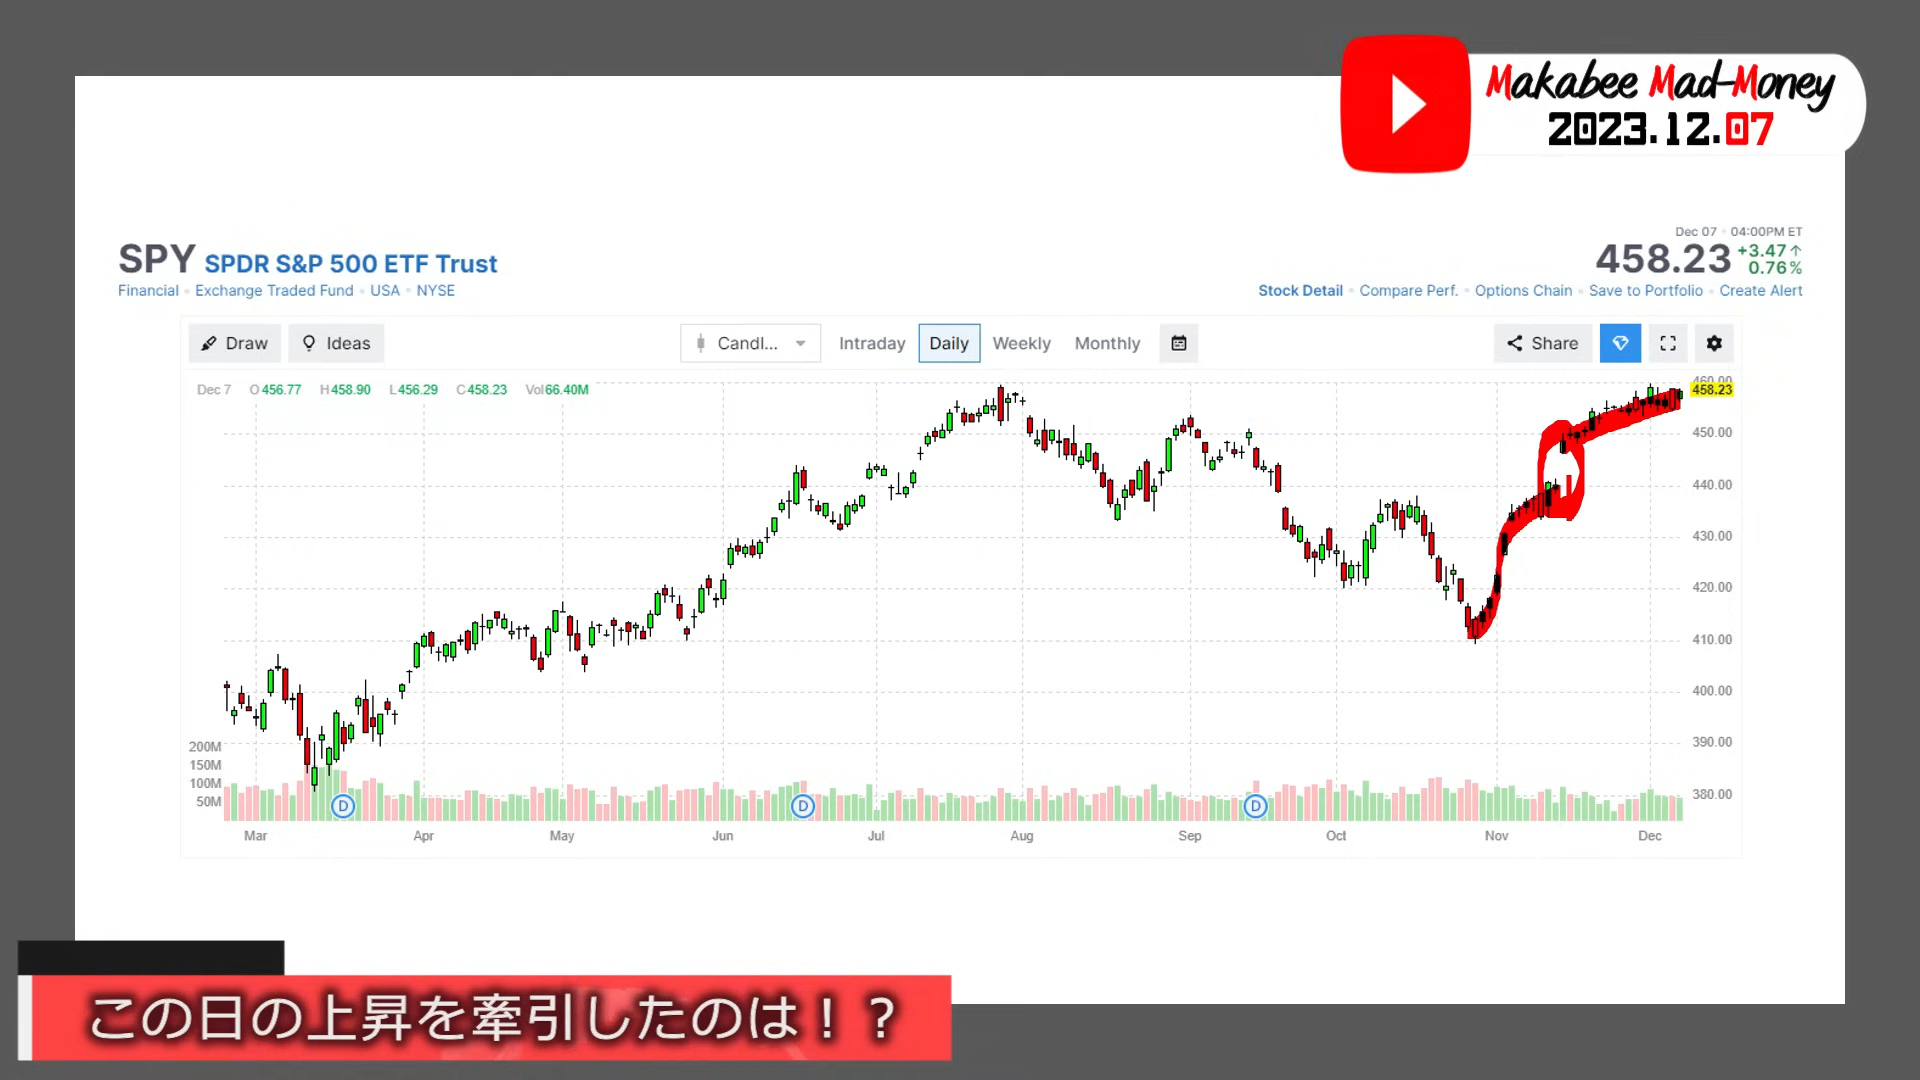 Makabee Mad-Money
2023.12.07
Dec 07 • 04:00PM ET
SPY SPDR S&P 500 ETF Trust
458.23 +3.47↑ 0.76%
Financial • Exchange Traded Fund • USA • NYSE
Stock Detail • Compare Perf. • Options Chain • Save to Portfolio • Create Alert
Draw Ideas Candl... Intraday Daily Weekly Monthly Share
Dec 7 O456.77 H458.90 L456.29 C458.23 Vol66.40M
460.00
458.23
450.00
440.00
430.00
420.00
410.00
400.00
390.00
380.00
200M
150M
100M
50M
D D D
Mar Apr May Jun Jul Aug Sep Oct Nov Dec
この日の上昇を牽引したのは！？